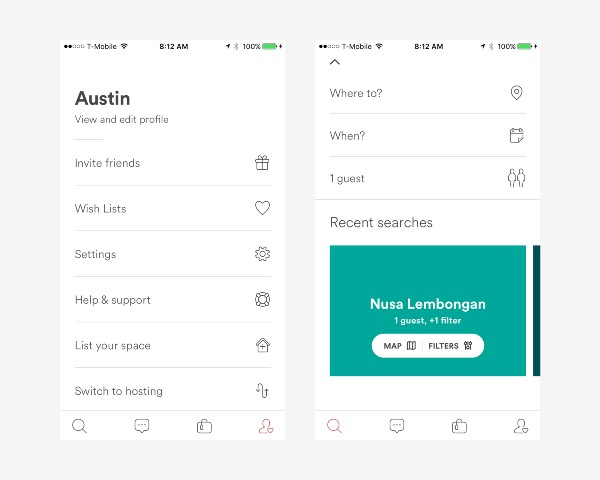 T-Mobile 8:12 AM 100%
Austin
View and edit profile
Invite friends
Wish Lists
Settings
Help & support
List your space
Switch to hosting
T-Mobile 8:12 AM 100%
Where to?
When?
1 guest
Recent searches
Nusa Lembongan
1 guest, +1 filter
MAP FILTERS